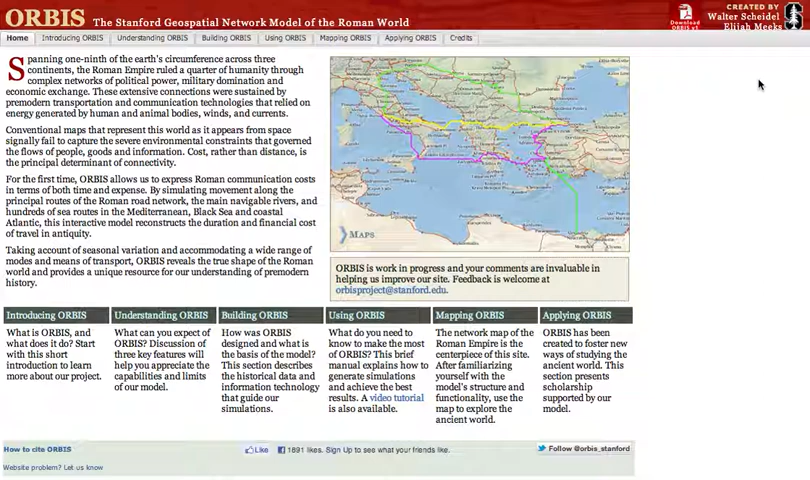 ORBIS The Stanford Geospatial Network Model of the Roman World
Download
ORBIS v1
CREATED BY
Walter Scheidel
Elijah Meeks
Home Introducing ORBIS Understanding ORBIS Building ORBIS Using ORBIS Mapping ORBIS Applying ORBIS Credits
Spanning one-ninth of the earth's circumference across three
continents, the Roman Empire ruled a quarter of humanity through
complex networks of political power, military domination and
economic exchange. These extensive connections were sustained by
premodern transportation and communication technologies that relied on
energy generated by human and animal bodies, winds, and currents.
Conventional maps that represent this world as it appears from space
signally fail to capture the severe environmental constraints that governed
the flows of people, goods and information. Cost, rather than distance, is
the principal determinant of connectivity.
For the first time, ORBIS allows us to express Roman communication costs
in terms of both time and expense. By simulating movement along the
principal routes of the Roman road network, the main navigable rivers, and
hundreds of sea routes in the Mediterranean, Black Sea and coastal
Atlantic, this interactive model reconstructs the duration and financial cost
of travel in antiquity.
Taking account of seasonal variation and accommodating a wide range of
modes and means of transport, ORBIS reveals the true shape of the Roman
world and provides a unique resource for our understanding of premodern
history.
Maps
ORBIS is work in progress and your comments are invaluable in
helping us improve our site. Feedback is welcome at
orbisproject@stanford.edu.
Introducing ORBIS
What is ORBIS, and
what does it do? Start
with this short
introduction to learn
more about our project.
Understanding ORBIS
What can you expect of
ORBIS? Discussion of
three key features will
help you appreciate the
capabilities and limits
of our model.
Building ORBIS
How was ORBIS
designed and what is
the basis of the model?
This section describes
the historical data and
information technology
that guide our
simulations.
Using ORBIS
What do you need to
know to make the most
of ORBIS? This brief
manual explains how to
generate simulations
and achieve the best
results. A video tutorial
is also available.
Mapping ORBIS
The network map of the
Roman Empire is the
centerpiece of this site.
After familiarizing
yourself with the
model's structure and
functionality, use the
map to explore the
ancient world.
Applying ORBIS
ORBIS has been
created to foster new
ways of studying the
ancient world. This
section presents
scholarship
supported by our
model.
How to cite ORBIS
Like 1891 likes. Sign Up to see what your friends like.
Follow @orbis_stanford
Website problem? Let us know